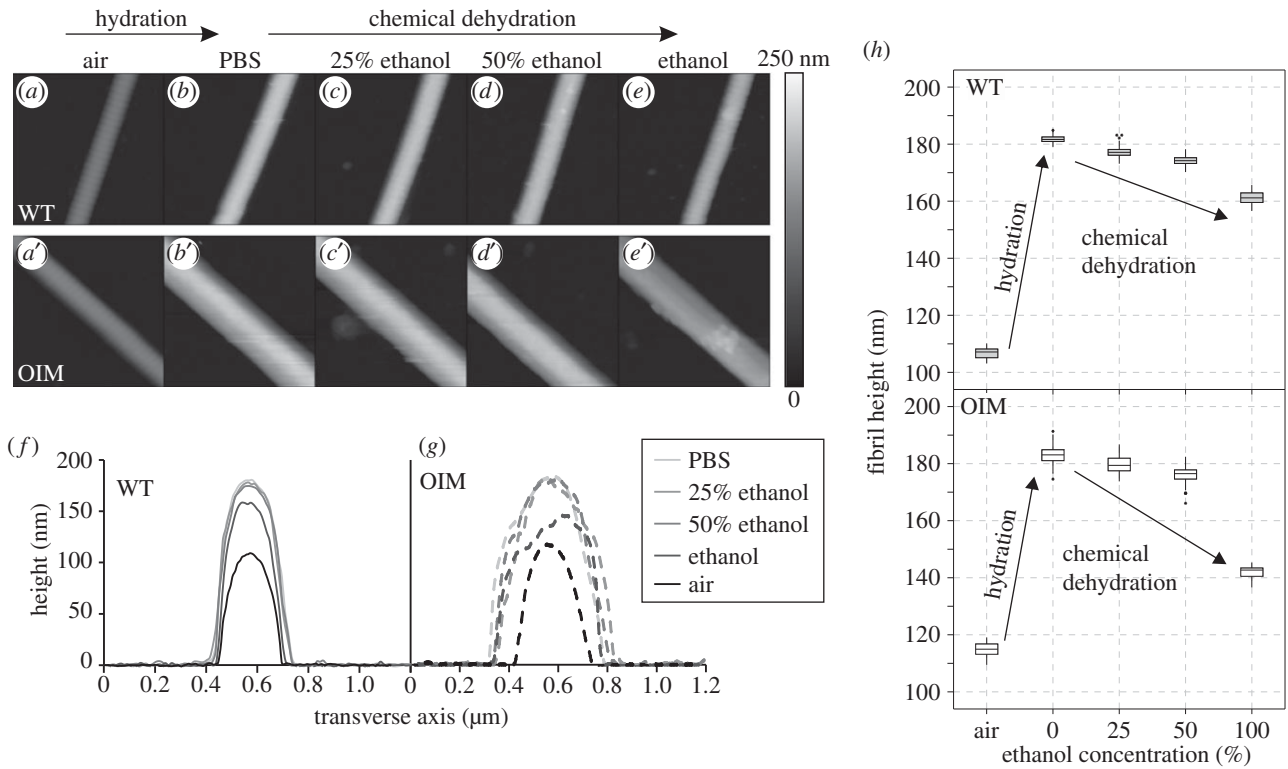 hydration
chemical dehydration
air
PBS
25% ethanol
50% ethanol
ethanol
250 nm
(a)
(b)
(c)
(d)
(e)
WT
(a′)
(b′)
(c′)
(d′)
(e′)
OIM
0
(f)
200
150
100
50
0
height (nm)
WT
0
0.2
0.4
0.6
0.8
1.0
(g)
OIM
0
0.2
0.4
0.6
0.8
1.0
1.2
transverse axis (µm)
PBS
25% ethanol
50% ethanol
ethanol
air
(h)
WT
200
180
160
140
120
100
hydration
chemical
dehydration
fibril height (nm)
OIM
200
180
160
140
120
100
hydration
chemical
dehydration
air
0
25
50
100
ethanol concentration (%)